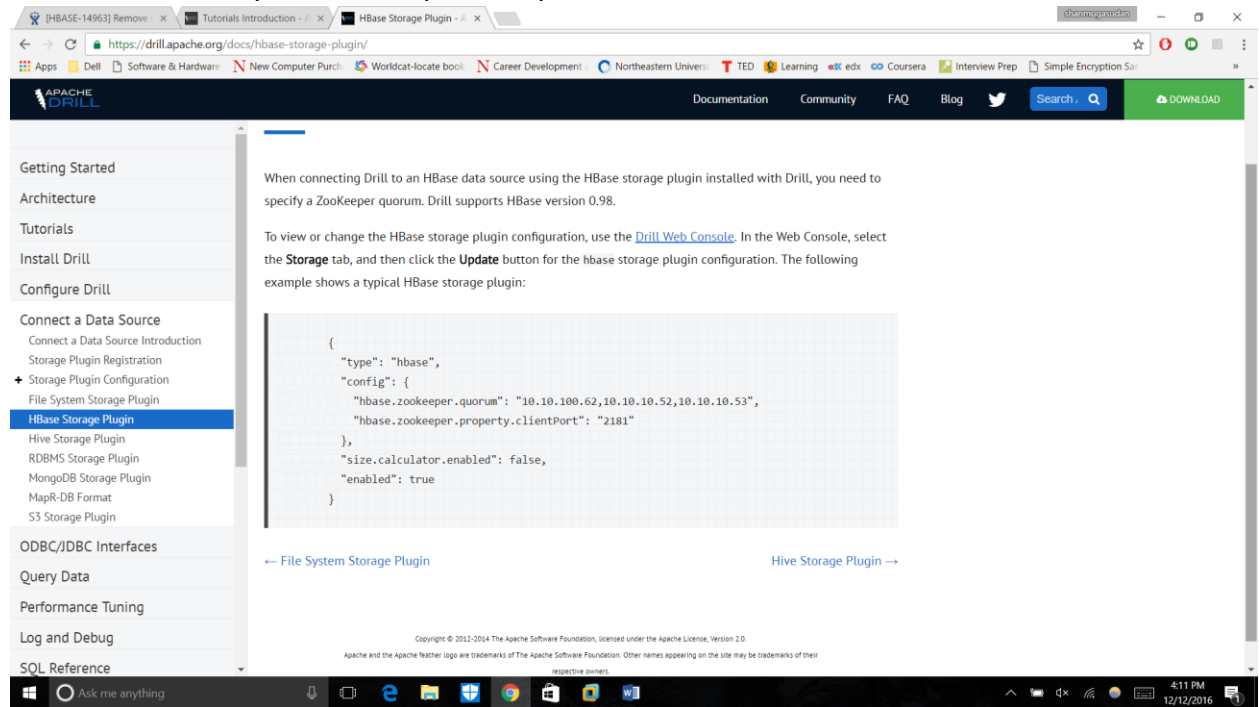 [HBASE-14963] Remove
Tutorials Introduction - A
HBase Storage Plugin - A
shanmugasudan
https://drill.apache.org/docs/hbase-storage-plugin/
Apps Dell Software & Hardware New Computer Purch Worldcat-locate book Career Development Northeastern Universi TED Learning edX edx Coursera Interview Prep Simple Encryption Sa »
APACHE
DRILL
Documentation Community FAQ Blog Search DOWNLOAD
Getting Started
Architecture
Tutorials
Install Drill
Configure Drill
Connect a Data Source
Connect a Data Source Introduction
Storage Plugin Registration
+ Storage Plugin Configuration
File System Storage Plugin
HBase Storage Plugin
Hive Storage Plugin
RDBMS Storage Plugin
MongoDB Storage Plugin
MapR-DB Format
S3 Storage Plugin
ODBC/JDBC Interfaces
Query Data
Performance Tuning
Log and Debug
SQL Reference
When connecting Drill to an HBase data source using the HBase storage plugin installed with Drill, you need to
specify a ZooKeeper quorum. Drill supports HBase version 0.98.
To view or change the HBase storage plugin configuration, use the Drill Web Console. In the Web Console, select
the Storage tab, and then click the Update button for the hbase storage plugin configuration. The following
example shows a typical HBase storage plugin:
{
"type": "hbase",
"config": {
"hbase.zookeeper.quorum": "10.10.100.62,10.10.10.52,10.10.10.53",
"hbase.zookeeper.property.clientPort": "2181"
},
"size.calculator.enabled": false,
"enabled": true
}
← File System Storage Plugin
Hive Storage Plugin →
Copyright © 2012-2014 The Apache Software Foundation, licensed under the Apache License, Version 2.0.
Apache and the Apache feather logo are trademarks of The Apache Software Foundation. Other names appearing on the site may be trademarks of their
respective owners.
Ask me anything
4:11 PM
12/12/2016